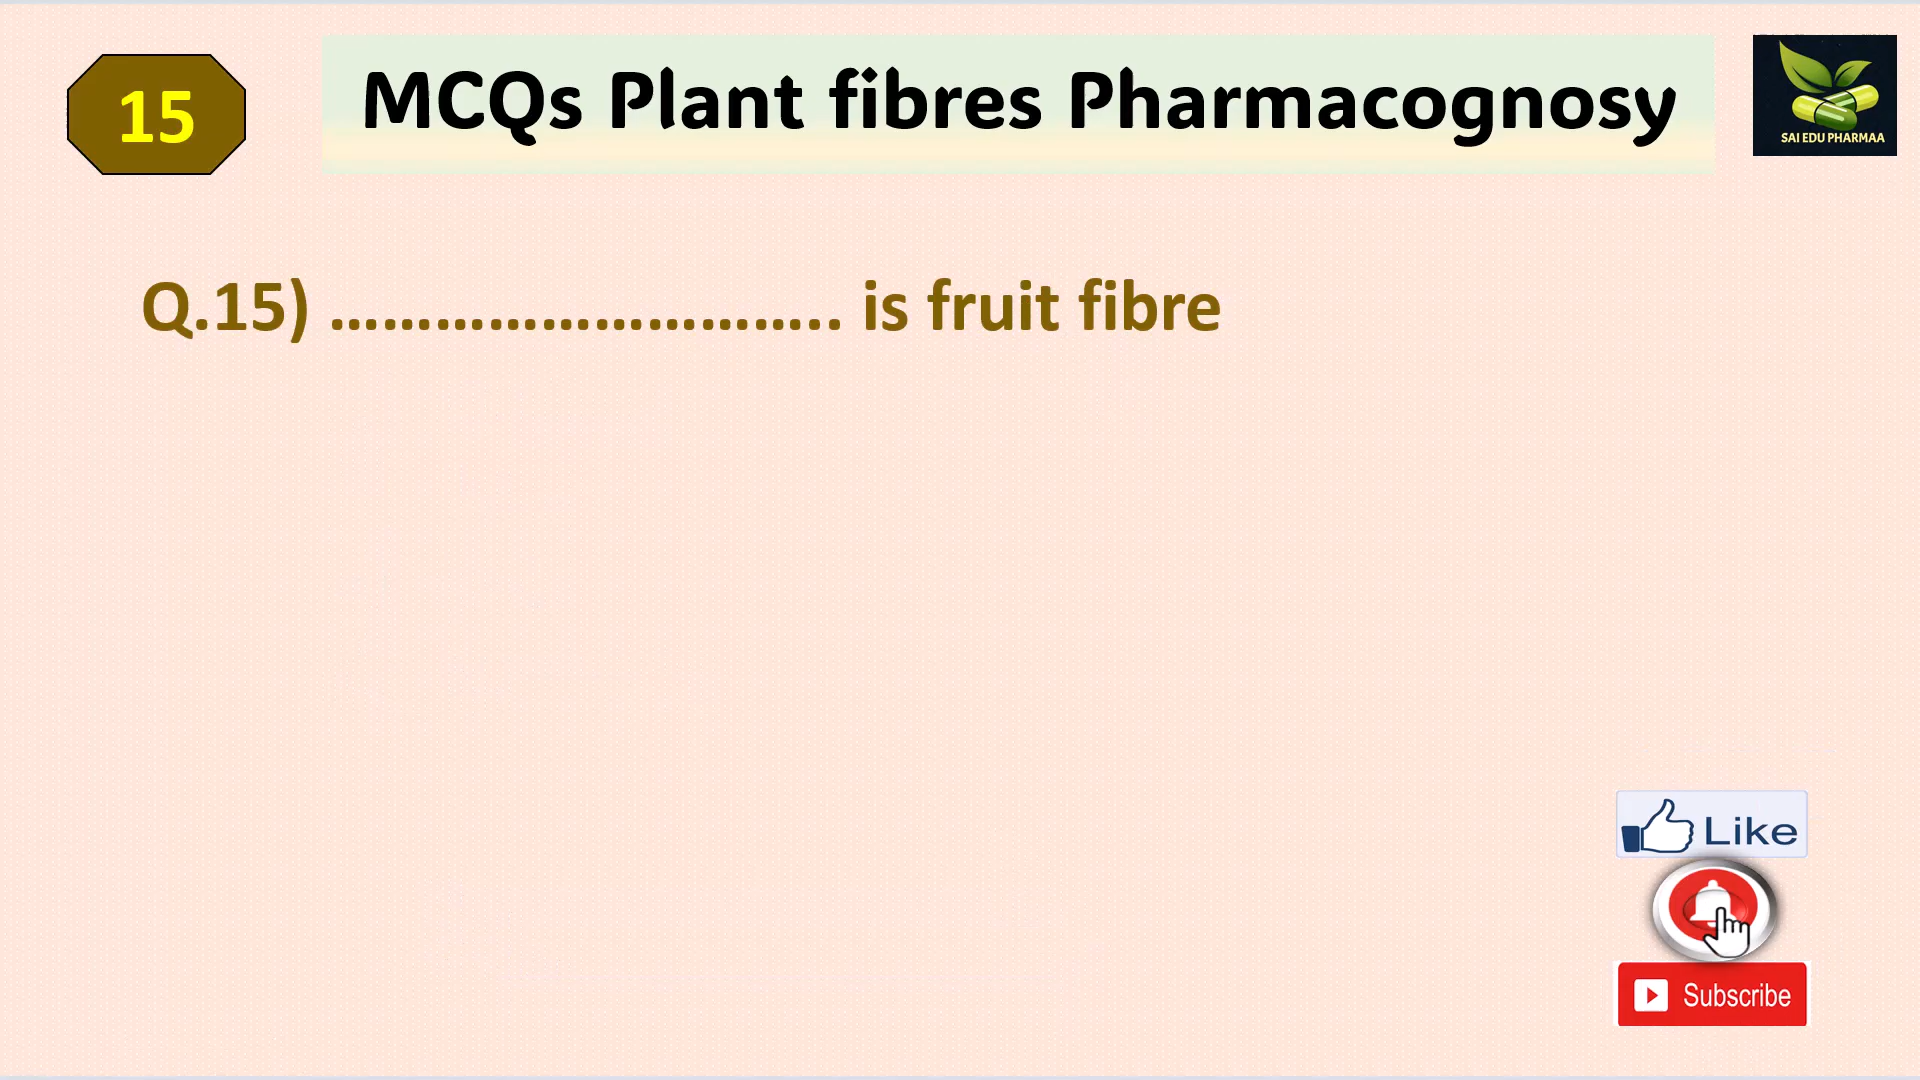 15
MCQs Plant fibres Pharmacognosy
SAI EDU PHARMAA
Q.15) ……………………….. is fruit fibre
Like
Subscribe